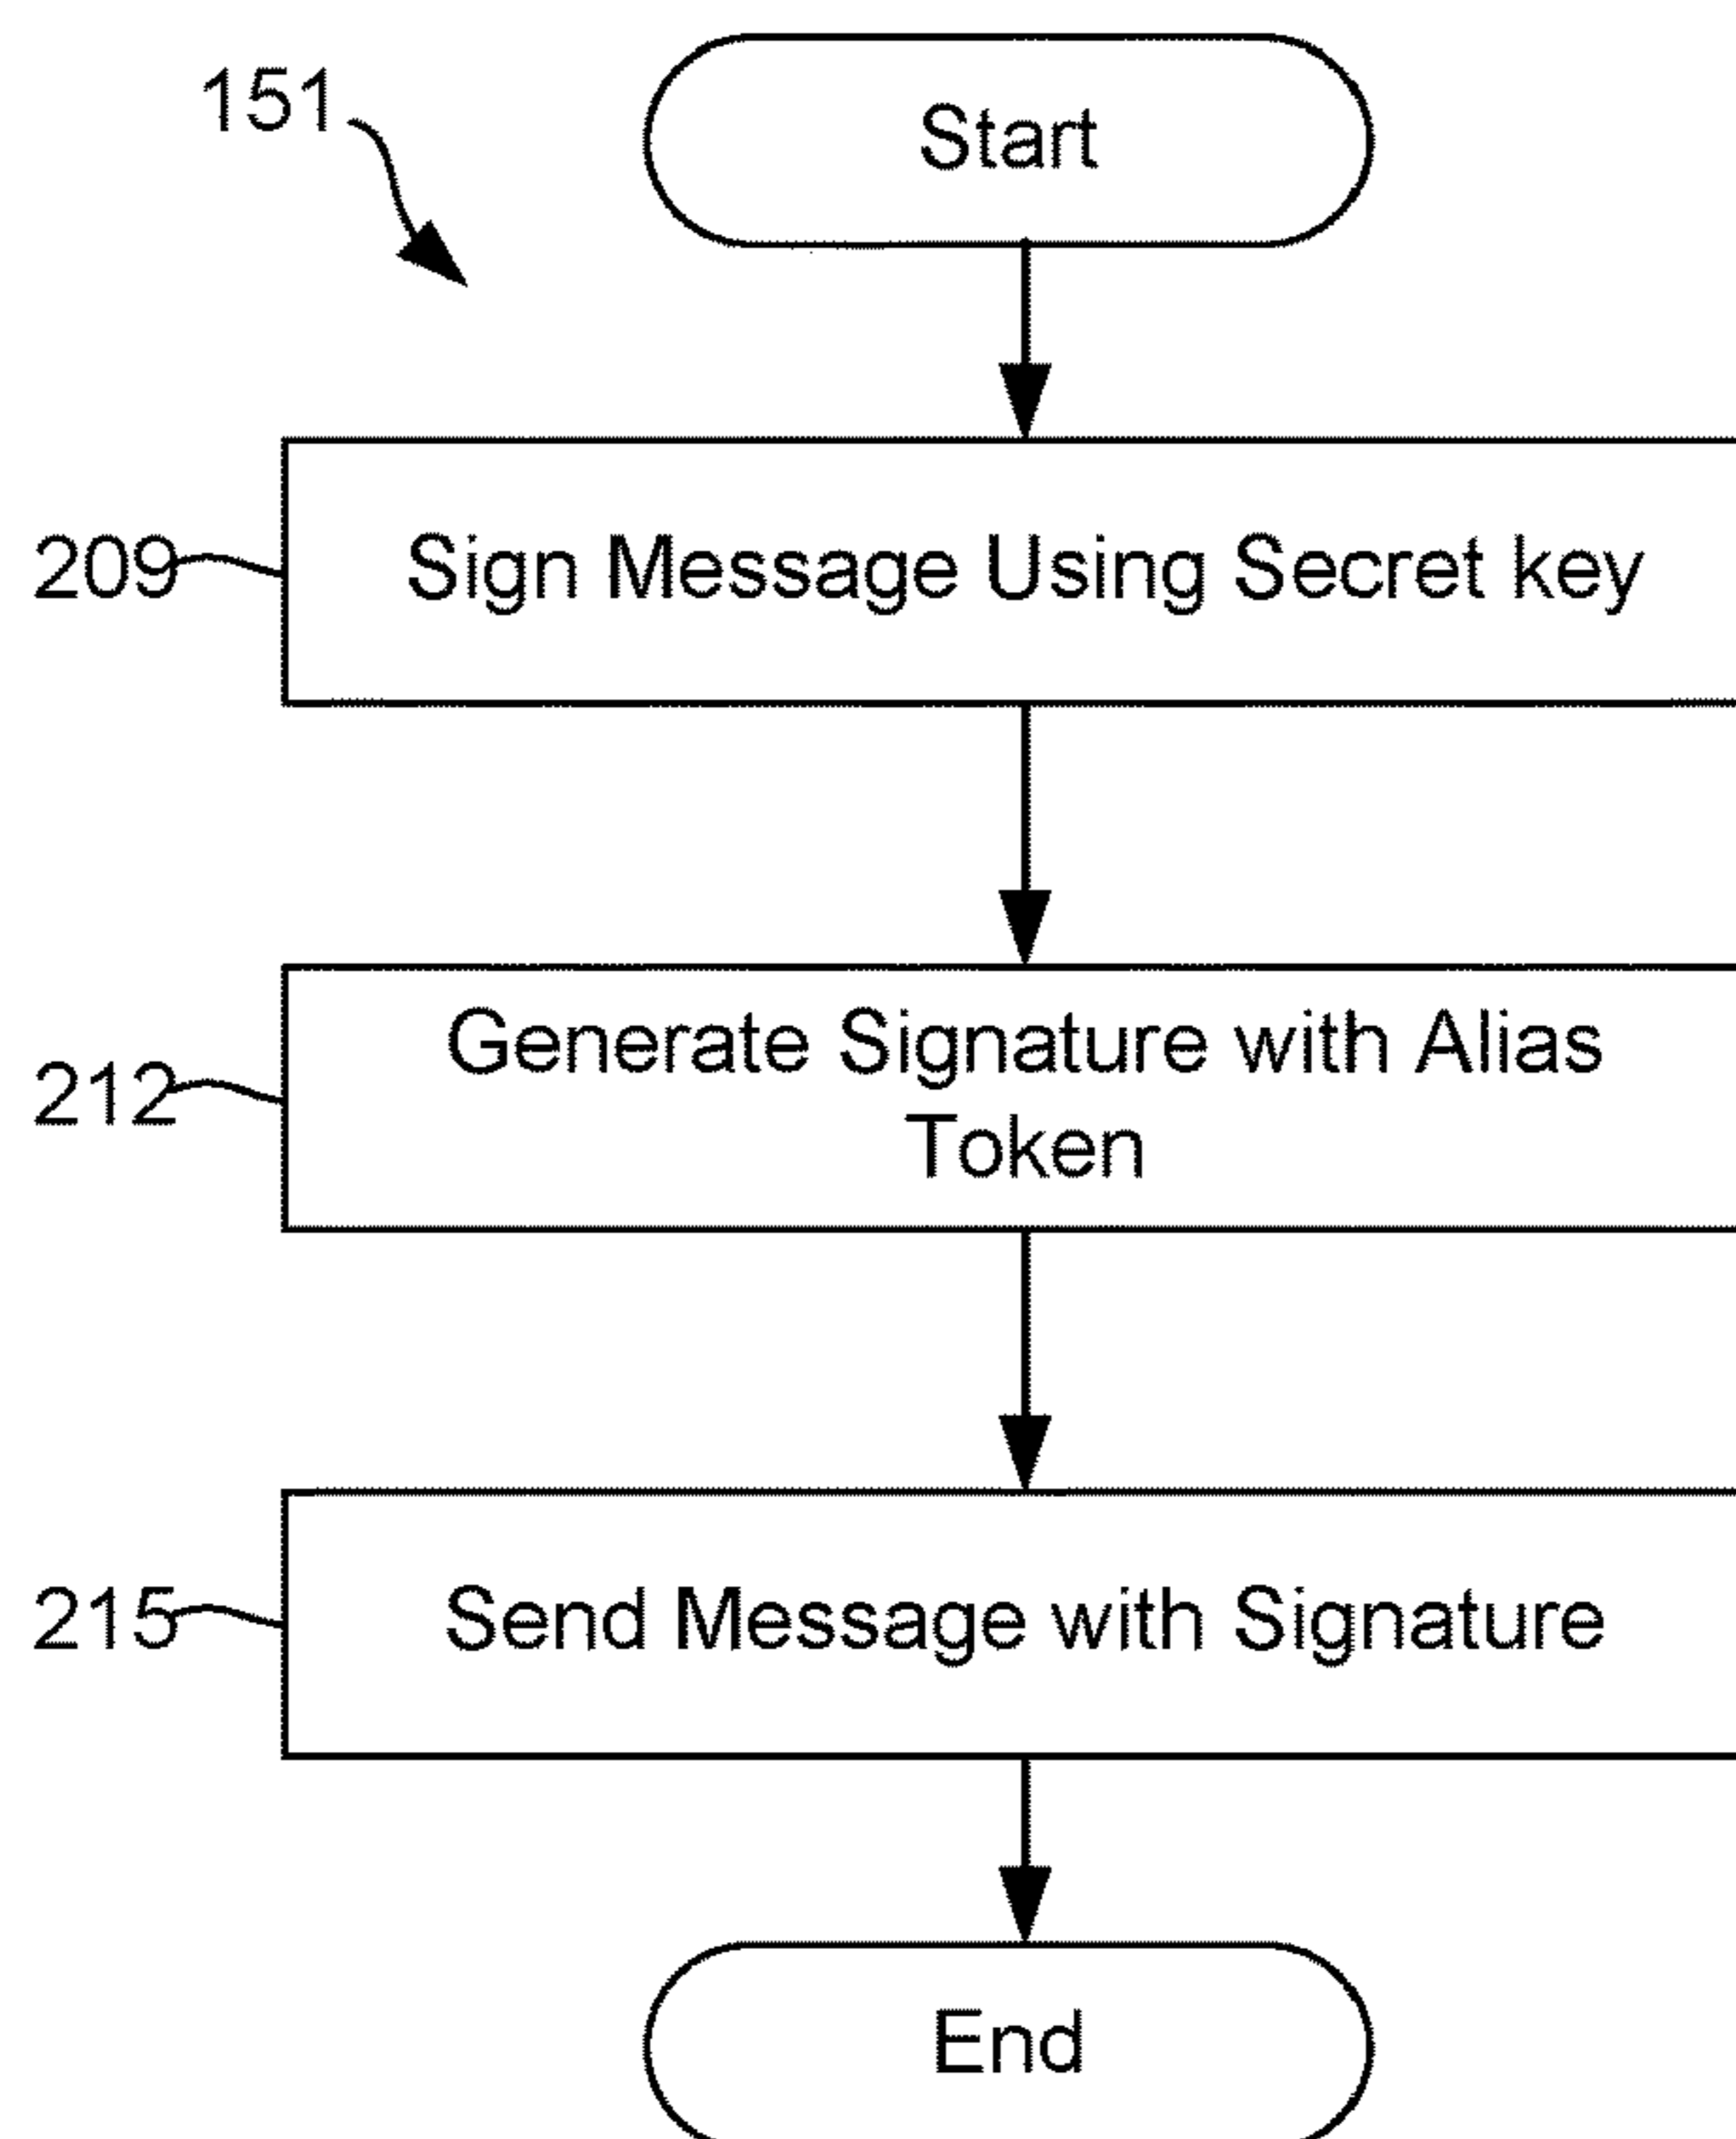 151
Start
209
Sign Message Using Secret key
212
Generate Signature with Alias
Token
215
Send Message with Signature
End